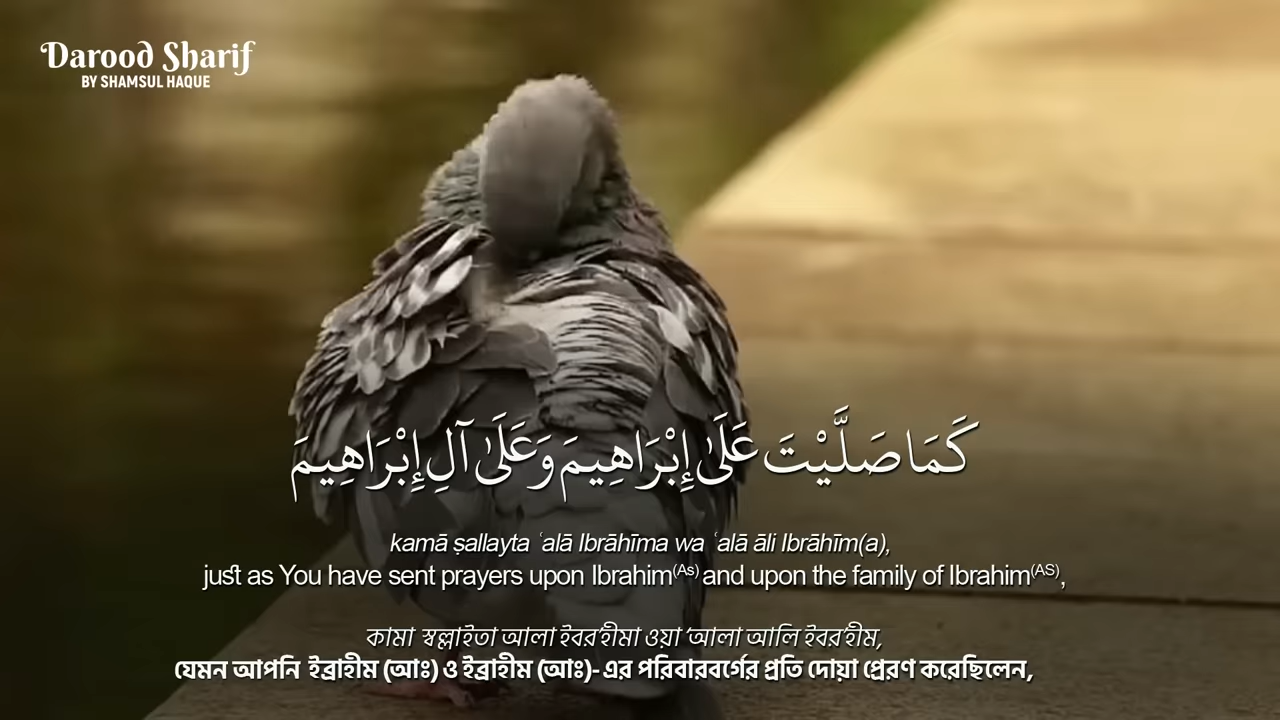 Darood Sharif
BY SHAMSUL HAQUE
كَمَا صَلَّيْتَ عَلَىٰ إِبْرَاهِيمَ وَعَلَىٰ آلِ إِبْرَاهِيمَ
kamā ṣallayta ʿalā Ibrāhīma wa ʿalā āli Ibrāhīm(a),
just as You have sent prayers upon Ibrahim(As) and upon the family of Ibrahim(AS),
কামা স্বল্লাইতা আলা ইবর'হীমা ওয়া 'আলা আলি ইবর'হীম,
যেমন আপনি ইব্রাহীম (আঃ) ও ইব্রাহীম (আঃ)- এর পরিবারবর্গের প্রতি দোয়া প্রেরণ করেছিলেন,